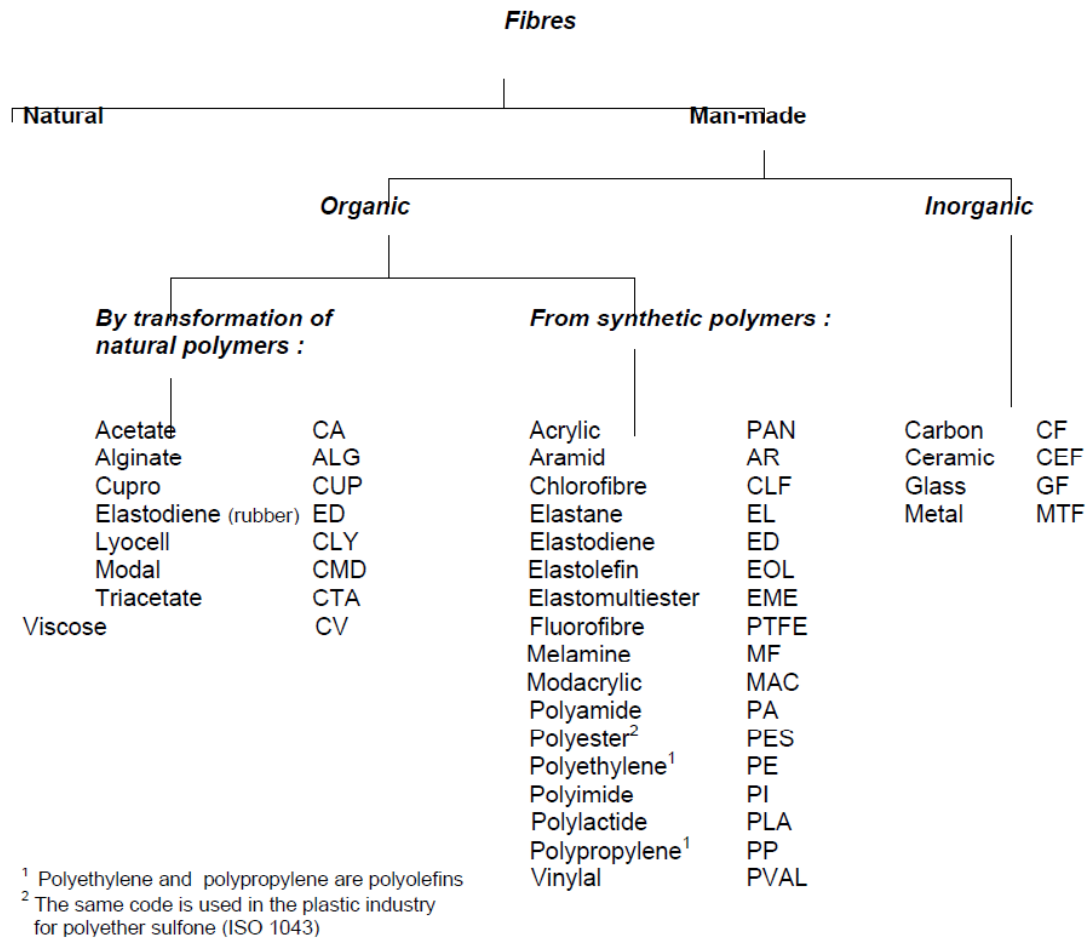 Fibres
Natural Man-made
Organic Inorganic
By transformation of
natural polymers :
From synthetic polymers :
Acetate CA
Alginate ALG
Cupro CUP
Elastodiene (rubber) ED
Lyocell CLY
Modal CMD
Triacetate CTA
Viscose CV
Acrylic PAN
Aramid AR
Chlorofibre CLF
Elastane EL
Elastodiene ED
Elastolefin EOL
Elastomultiester EME
Fluorofibre PTFE
Melamine MF
Modacrylic MAC
Polyamide PA
Polyester² PES
Polyethylene¹ PE
Polyimide PI
Polylactide PLA
Polypropylene¹ PP
Vinylal PVAL
Carbon CF
Ceramic CEF
Glass GF
Metal MTF
¹ Polyethylene and polypropylene are polyolefins
² The same code is used in the plastic industry
for polyether sulfone (ISO 1043)